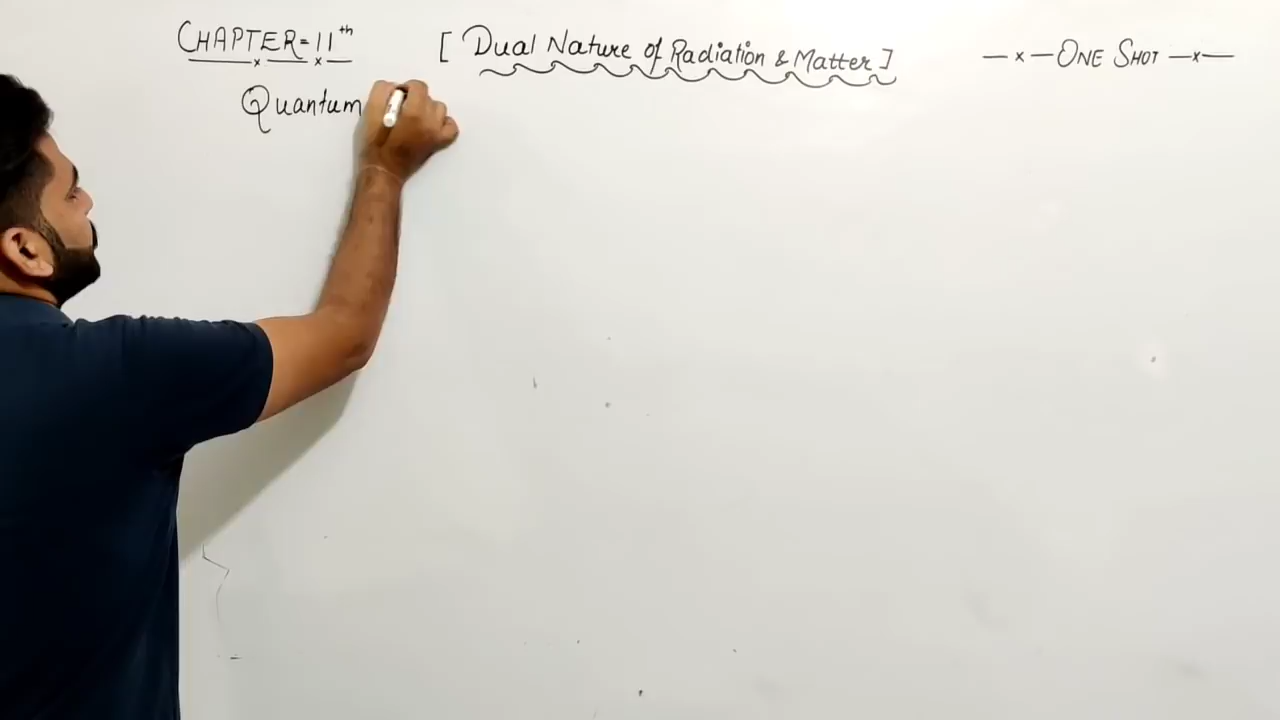 CHAPTER=11th [Dual Nature of Radiation & Matter] —x—ONE SHOT—x—
Quantum